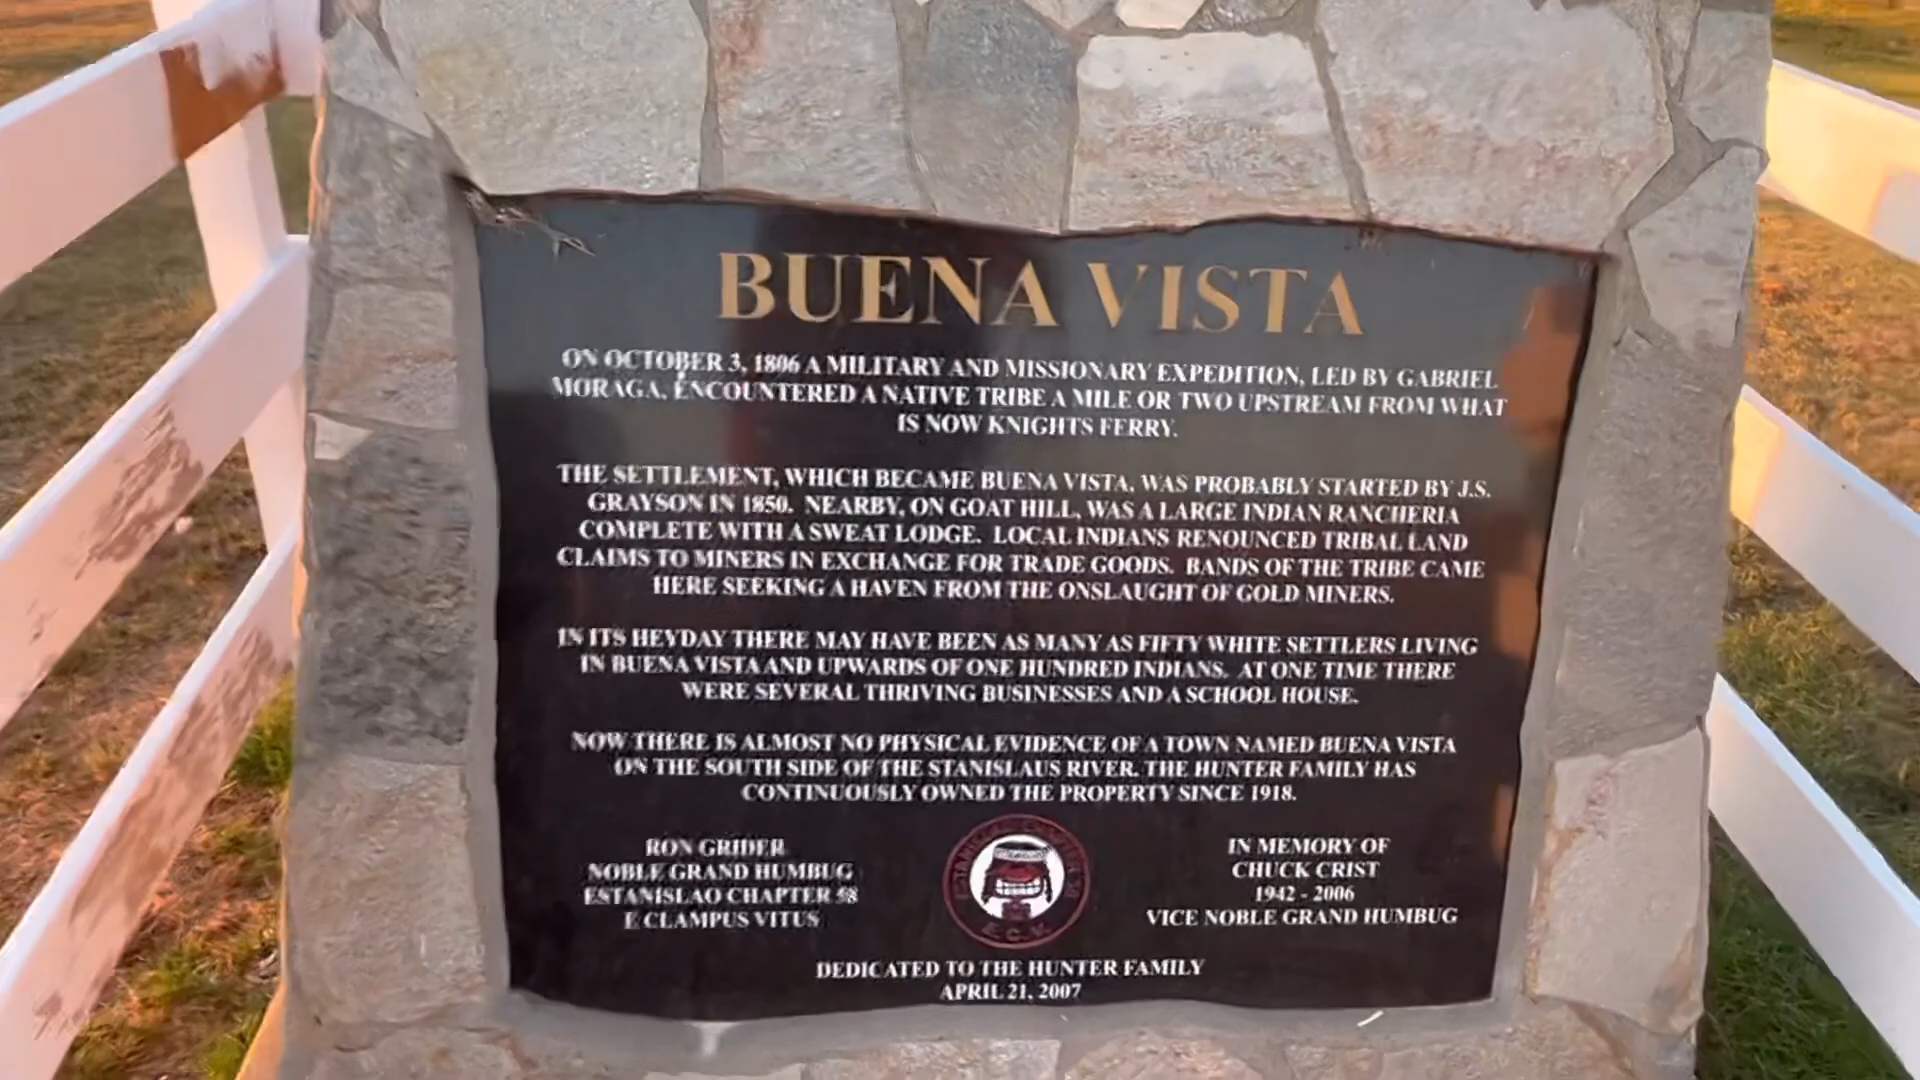 BUENA VISTA
ON OCTOBER 3, 1806 A MILITARY AND MISSIONARY EXPEDITION, LED BY GABRIEL
MORAGA, ENCOUNTERED A NATIVE TRIBE A MILE OR TWO UPSTREAM FROM WHAT
IS NOW KNIGHTS FERRY.
THE SETTLEMENT, WHICH BECAME BUENA VISTA, WAS PROBABLY STARTED BY J.S.
GRAYSON IN 1850. NEARBY, ON GOAT HILL, WAS A LARGE INDIAN RANCHERIA
COMPLETE WITH A SWEAT LODGE. LOCAL INDIANS RENOUNCED TRIBAL LAND
CLAIMS TO MINERS IN EXCHANGE FOR TRADE GOODS. BANDS OF THE TRIBE CAME
HERE SEEKING A HAVEN FROM THE ONSLAUGHT OF GOLD MINERS.
IN ITS HEYDAY THERE MAY HAVE BEEN AS MANY AS FIFTY WHITE SETTLERS LIVING
IN BUENA VISTA AND UPWARDS OF ONE HUNDRED INDIANS. AT ONE TIME THERE
WERE SEVERAL THRIVING BUSINESSES AND A SCHOOL HOUSE.
NOW THERE IS ALMOST NO PHYSICAL EVIDENCE OF A TOWN NAMED BUENA VISTA
ON THE SOUTH SIDE OF THE STANISLAUS RIVER. THE HUNTER FAMILY HAS
CONTINUOUSLY OWNED THE PROPERTY SINCE 1918.
RON GRIDER
NOBLE GRAND HUMBUG
ESTANISLAO CHAPTER 58
E CLAMPUS VITUS
E.C.V.
IN MEMORY OF
CHUCK CRIST
1942 - 2006
VICE NOBLE GRAND HUMBUG
DEDICATED TO THE HUNTER FAMILY
APRIL 21, 2007